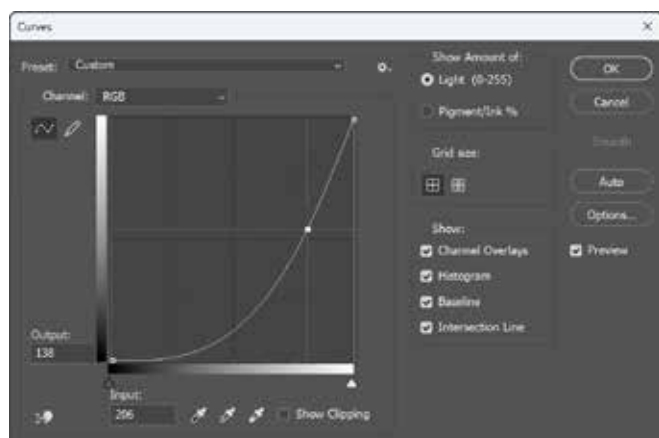 Curves
Preset: Custom
Channel: RGB
Output:
138
Input:
206
Show Clipping
Show Amount of:
Light (0-255)
Pigment/Ink %
Grid size:
Show:
Channel Overlays
Histogram
Baseline
Intersection Line
OK
Cancel
Smooth
Auto
Options...
Preview